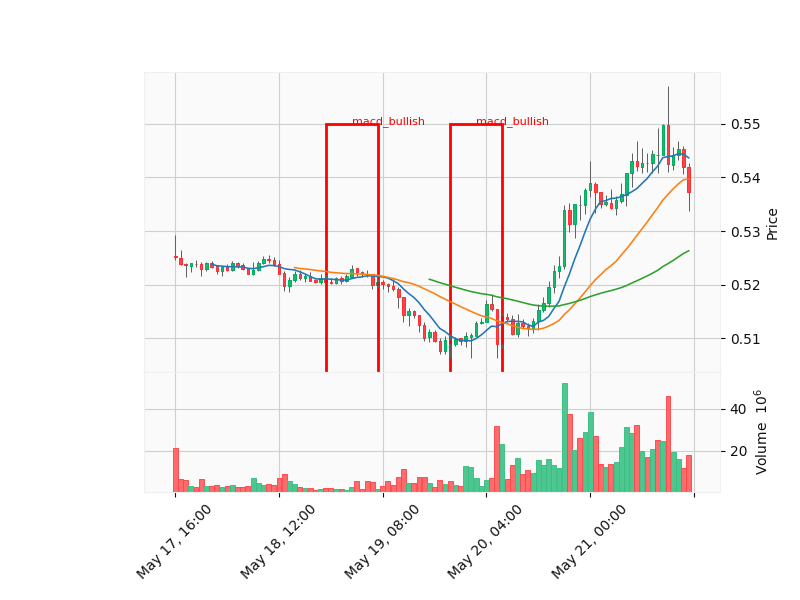 macd_bullish macd_bullish
0.55
0.54
0.53
0.52
0.51
Price
40
20
Volume 10^6
May 17, 16:00
May 18, 12:00
May 19, 08:00
May 20, 04:00
May 21, 00:00